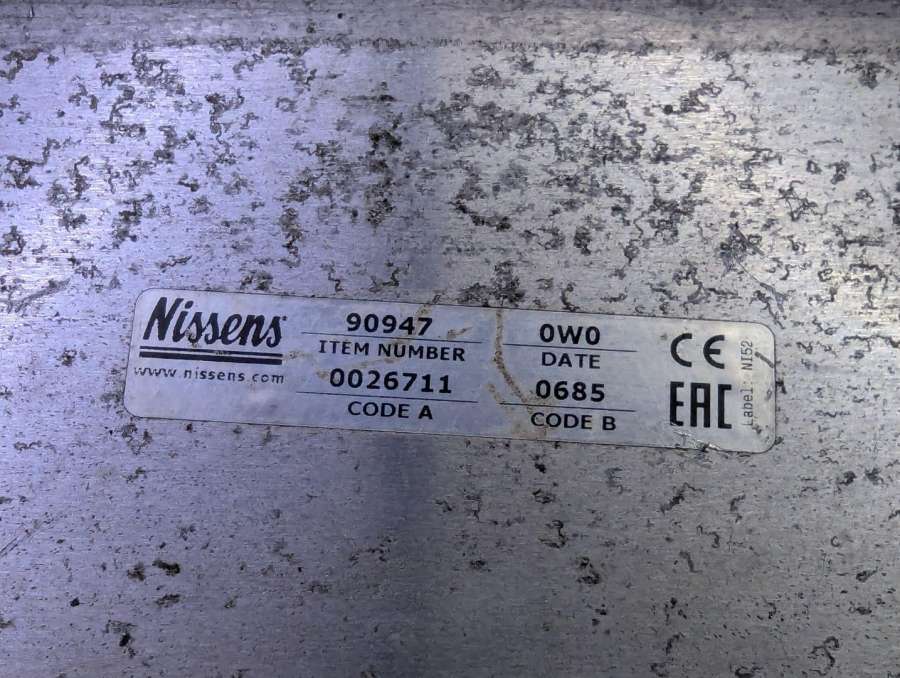 Nissens
www.nissens.com
90947
ITEM NUMBER
0026711
CODE A
0W0
DATE
0685
CODE B
CE
EAC
Label: NI52